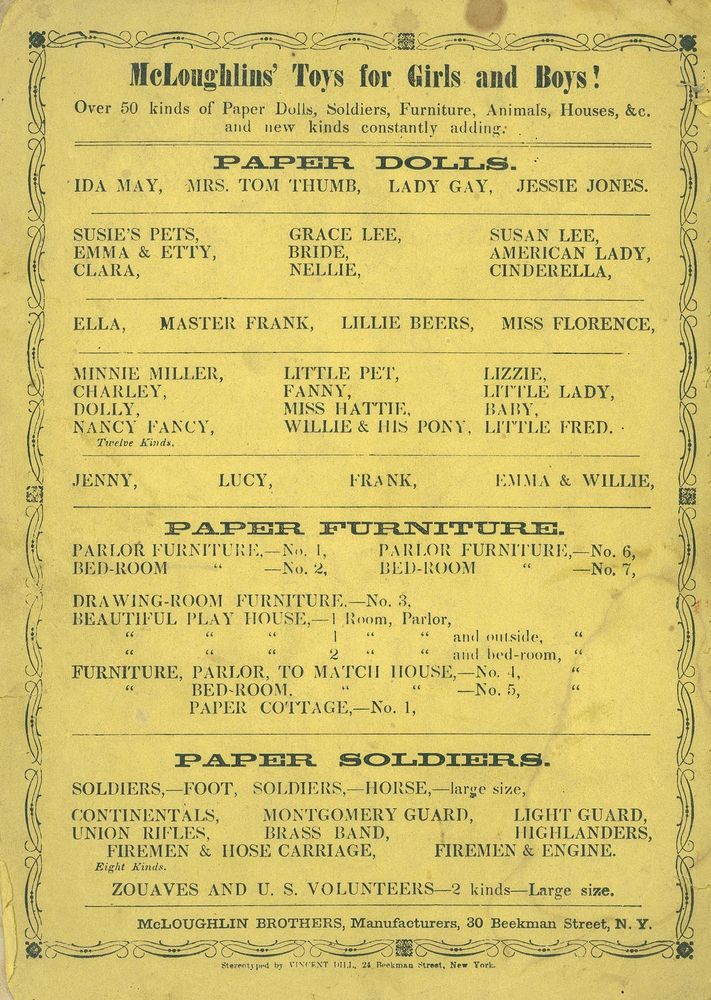 McLoughlins' Toys for Girls and Boys!
Over 50 kinds of Paper Dolls, Soldiers, Furniture, Animals, Houses, &c.
and new kinds constantly adding.
PAPER DOLLS.
IDA MAY, MRS. TOM THUMB, LADY GAY, JESSIE JONES.
SUSIE'S PETS, GRACE LEE, SUSAN LEE,
EMMA & ETTY, BRIDE, AMERICAN LADY,
CLARA, NELLIE, CINDERELLA,
ELLA, MASTER FRANK, LILLIE BEERS, MISS FLORENCE,
MINNIE MILLER, LITTLE PET, LIZZIE,
CHARLEY, FANNY, LITTLE LADY,
DOLLY, MISS HATTIE, BABY,
NANCY FANCY, WILLIE & HIS PONY, LITTLE FRED.
Twelve Kinds.
JENNY, LUCY, FRANK, EMMA & WILLIE,
PAPER FURNITURE.
PARLOR FURNITURE,—No. 1, PARLOR FURNITURE,—No. 6,
BED-ROOM " —No. 2, BED-ROOM " —No. 7,
DRAWING-ROOM FURNITURE.—No. 3,
BEAUTIFUL PLAY HOUSE,—1 Room, Parlor,
" " " 1 " " and outside, "
" " " 2 " " and bed-room, "
FURNITURE, PARLOR, TO MATCH HOUSE,—No. 4, "
" BED-ROOM. " " —No. 5, "
PAPER COTTAGE,—No. 1,
PAPER SOLDIERS.
SOLDIERS,—FOOT, SOLDIERS,—HORSE,—large size,
CONTINENTALS, MONTGOMERY GUARD, LIGHT GUARD,
UNION RIFLES, BRASS BAND, HIGHLANDERS,
FIREMEN & HOSE CARRIAGE, FIREMEN & ENGINE.
Eight Kinds.
ZOUAVES AND U. S. VOLUNTEERS—2 kinds—Large size.
McLOUGHLIN BROTHERS, Manufacturers, 30 Beekman Street, N. Y.
Stereotyped by VINCENT DILL, 24 Beekman Street, New York.